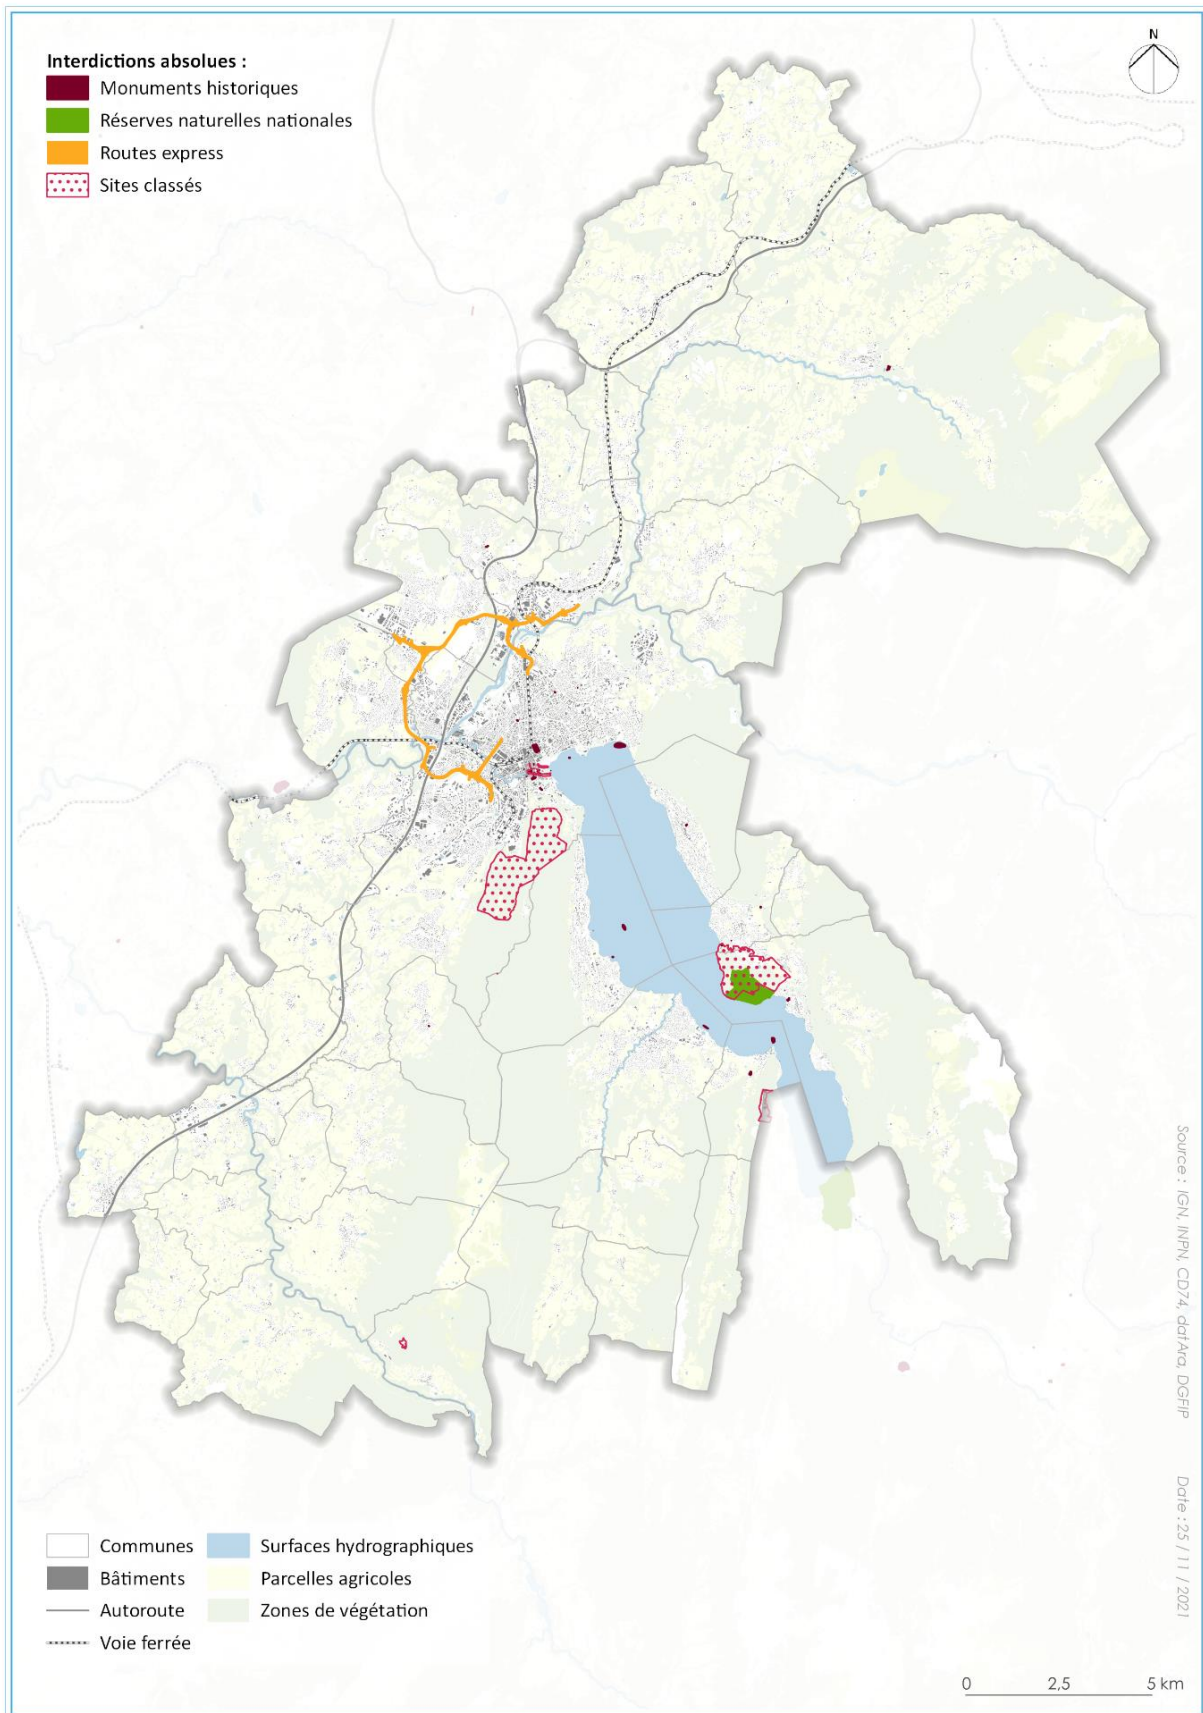 N
Interdictions absolues :
Monuments historiques
Réserves naturelles nationales
Routes express
Sites classés
Source : IGN, INPN, CD74, datAra, DGFIP
Date : 25 / 11 / 2021
Communes
Surfaces hydrographiques
Bâtiments
Parcelles agricoles
Autoroute
Zones de végétation
Voie ferrée
0 2,5 5 km